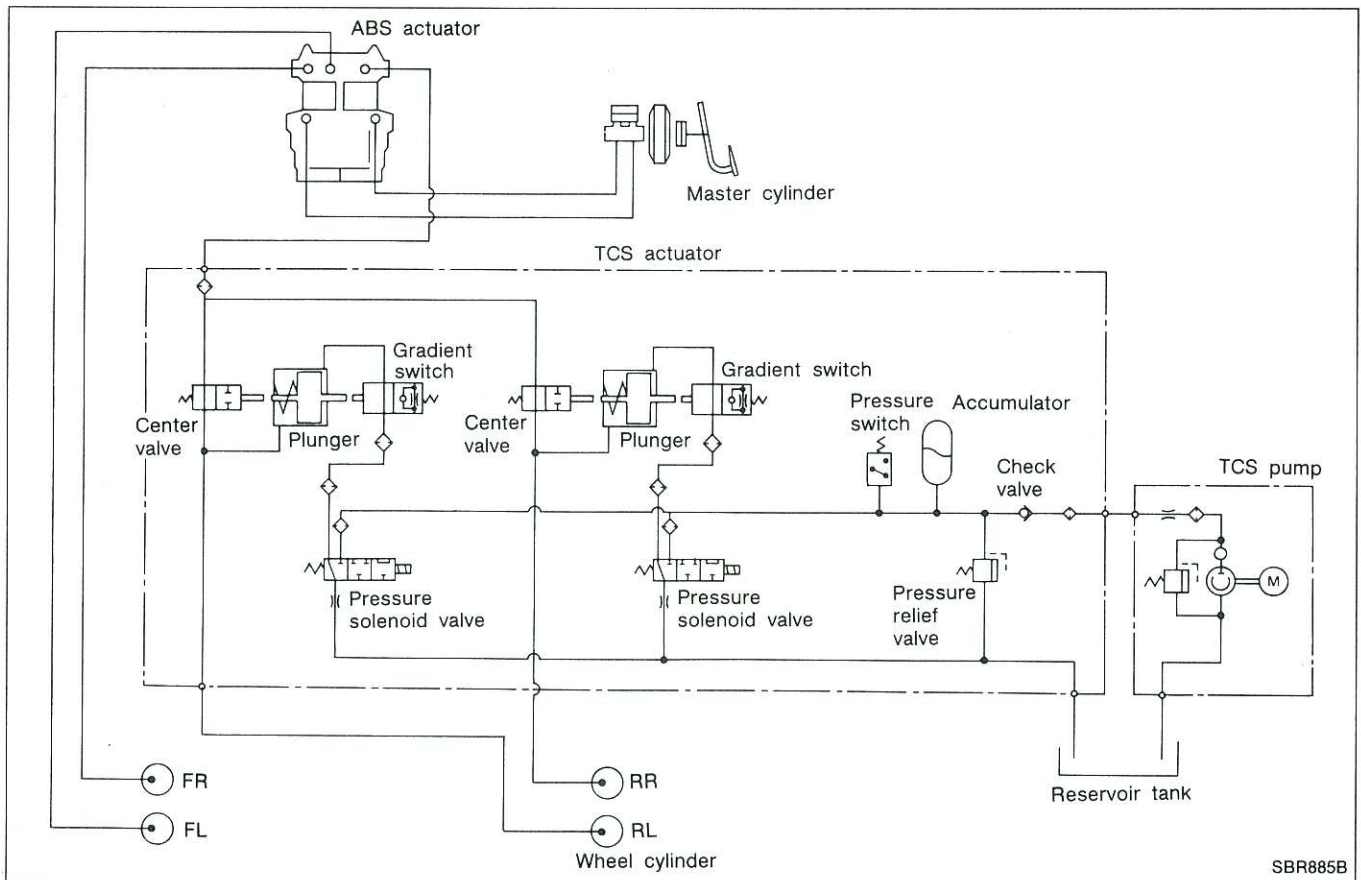 ABS actuator
Master cylinder
TCS actuator
Gradient
switch
Gradient switch
Pressure
switch
Accumulator
Center
valve
Plunger
Center
valve
Plunger
Check
valve
TCS pump
M
Pressure
solenoid valve
Pressure
solenoid valve
Pressure
relief
valve
FR
FL
RR
RL
Wheel cylinder
Reservoir tank
SBR885B